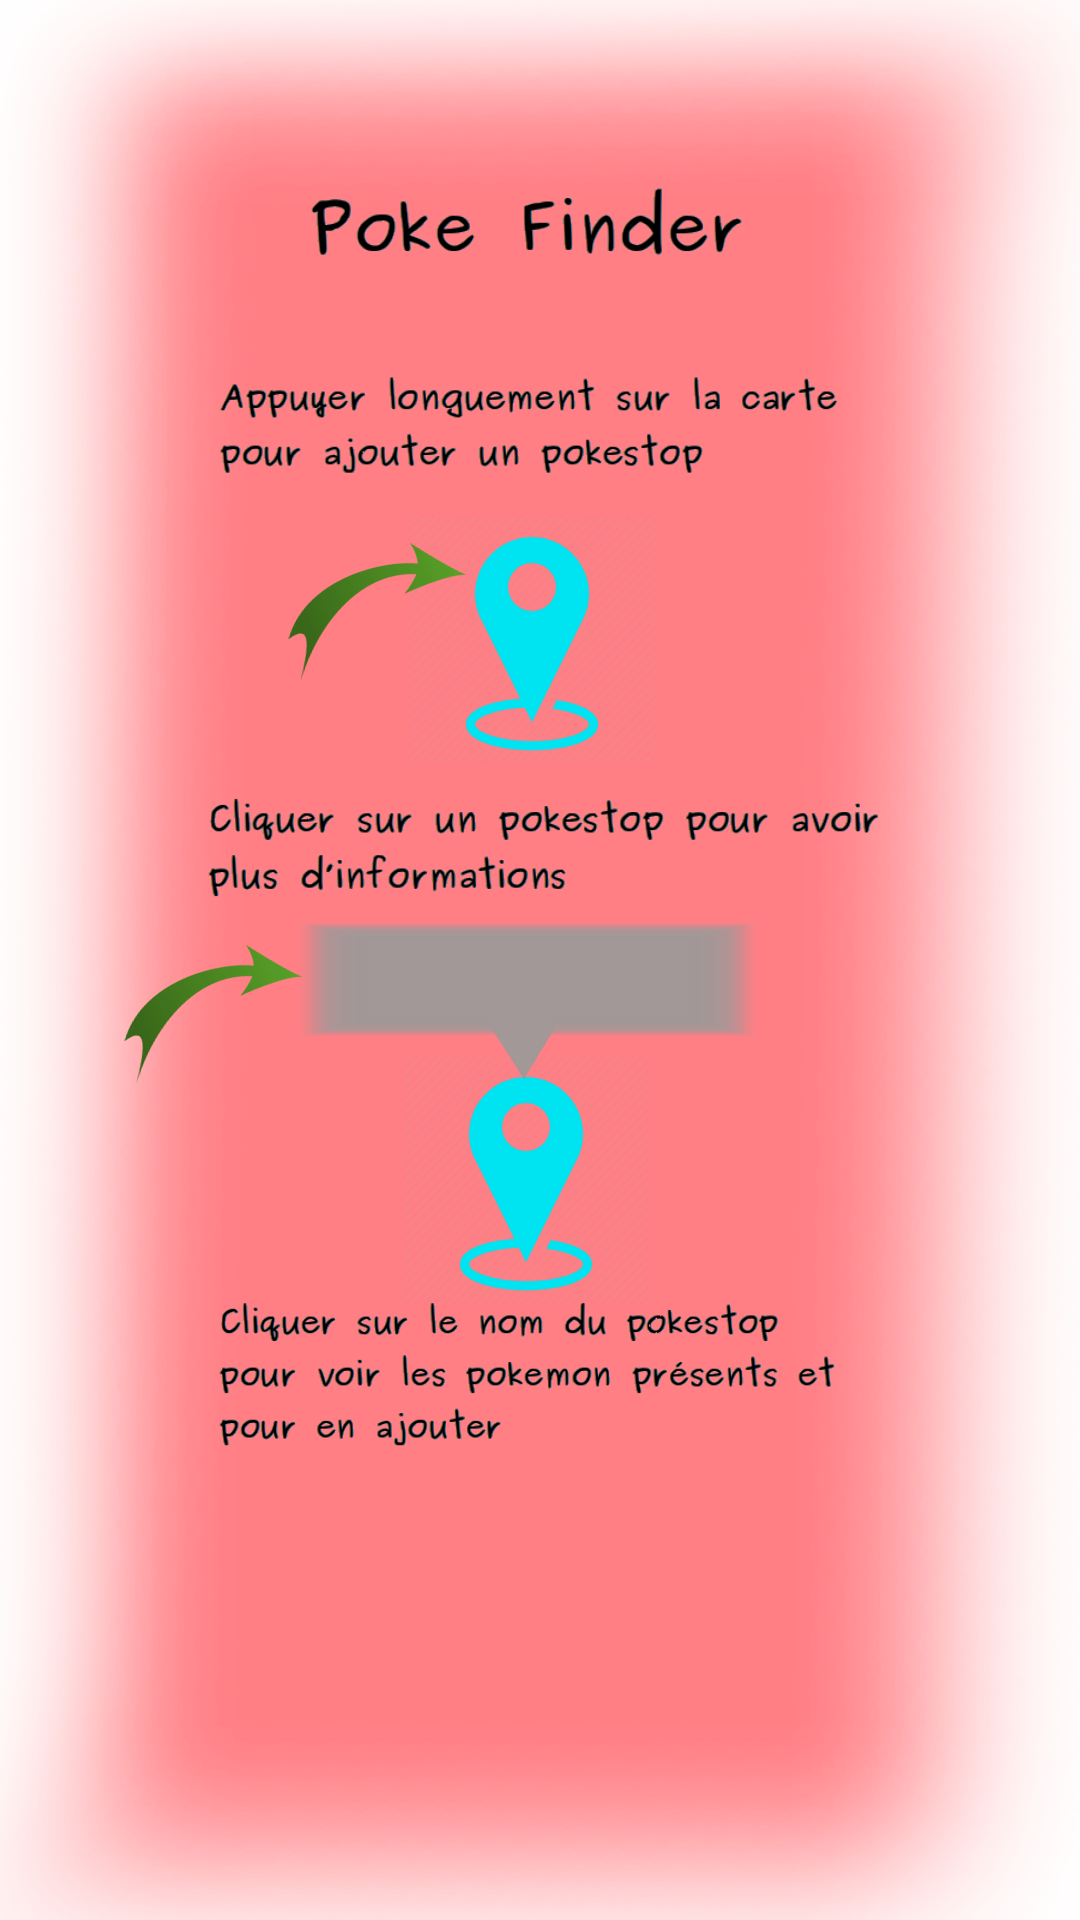 Poke Finder
Appuyer longuement sur la carte
pour ajouter un pokestop
Cliquer sur un pokestop pour avoir
plus d'informations
Cliquer sur le nom du pokestop
pour voir les pokemon présents et
pour en ajouter